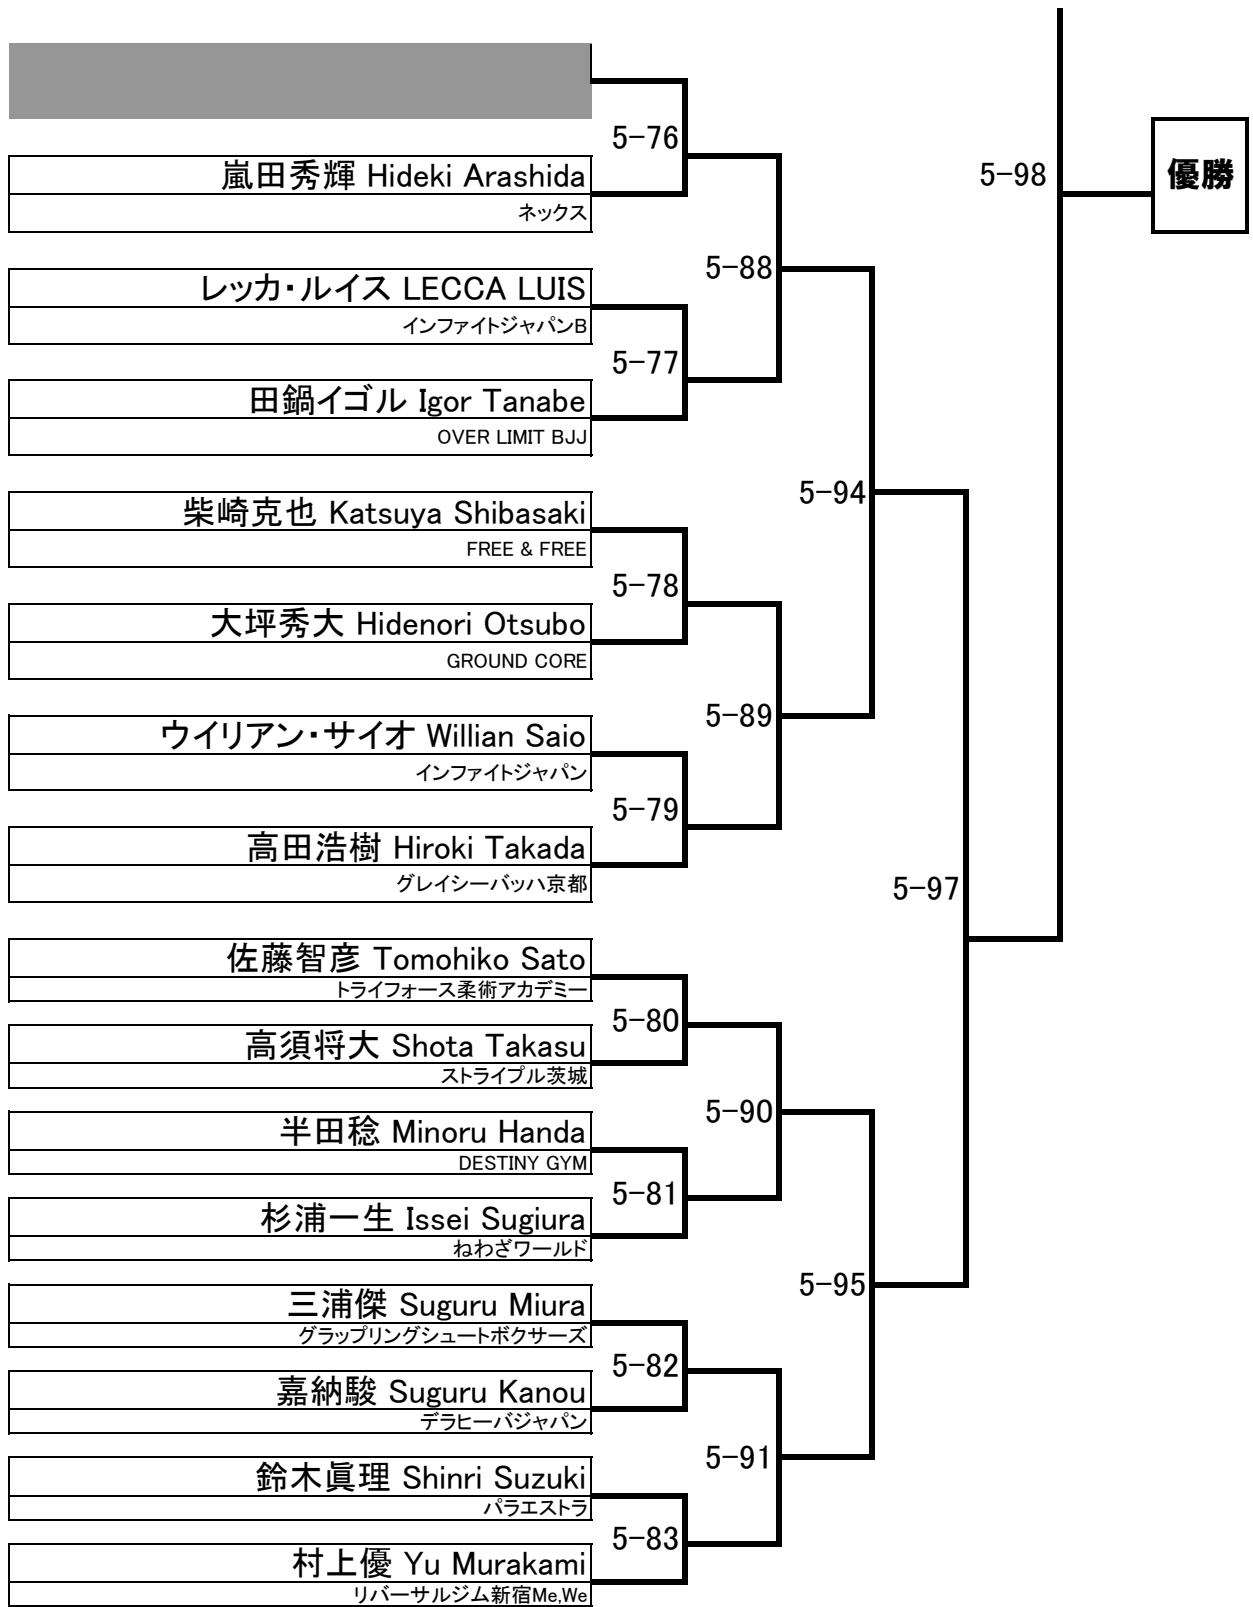 5-76
嵐田秀輝 Hideki Arashida
ネックス
5-98
優勝
5-88
レッカ・ルイス LECCA LUIS
インファイトジャパンB
5-77
田鍋イゴル Igor Tanabe
OVER LIMIT BJJ
5-94
柴崎克也 Katsuya Shibasaki
FREE & FREE
5-78
大坪秀大 Hidenori Otsubo
GROUND CORE
5-89
ウイリアン・サイオ Willian Saio
インファイトジャパン
5-79
高田浩樹 Hiroki Takada
グレイシーバッハ京都
5-97
佐藤智彦 Tomohiko Sato
トライフォース柔術アカデミー
5-80
高須将大 Shota Takasu
ストライプル茨城
5-90
半田稔 Minoru Handa
DESTINY GYM
5-81
杉浦一生 Issei Sugiura
ねわざワールド
5-95
三浦傑 Suguru Miura
グラップリングシュートボクサーズ
5-82
嘉納駿 Suguru Kanou
デラヒーバジャパン
5-91
鈴木眞理 Shinri Suzuki
パラエストラ
5-83
村上優 Yu Murakami
リバーサルジム新宿Me,We